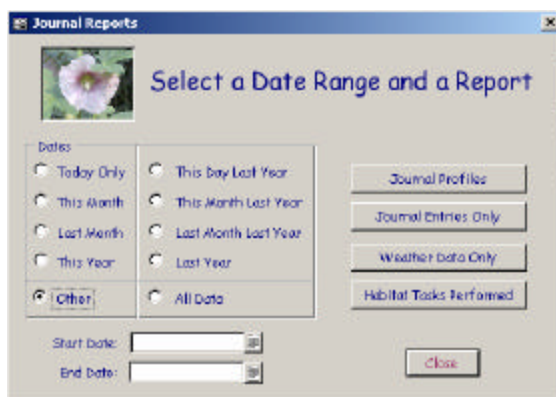 Journal Reports
Select a Date Range and a Report
Dates
Today Only
This Day Last Year
This Month
This Month Last Year
Last Month
Last Month Last Year
This Year
Last Year
Other
All Data
Journal Profiles
Journal Entries Only
Weather Data Only
Habitat Tasks Performed
Start Date:
End Date:
Close